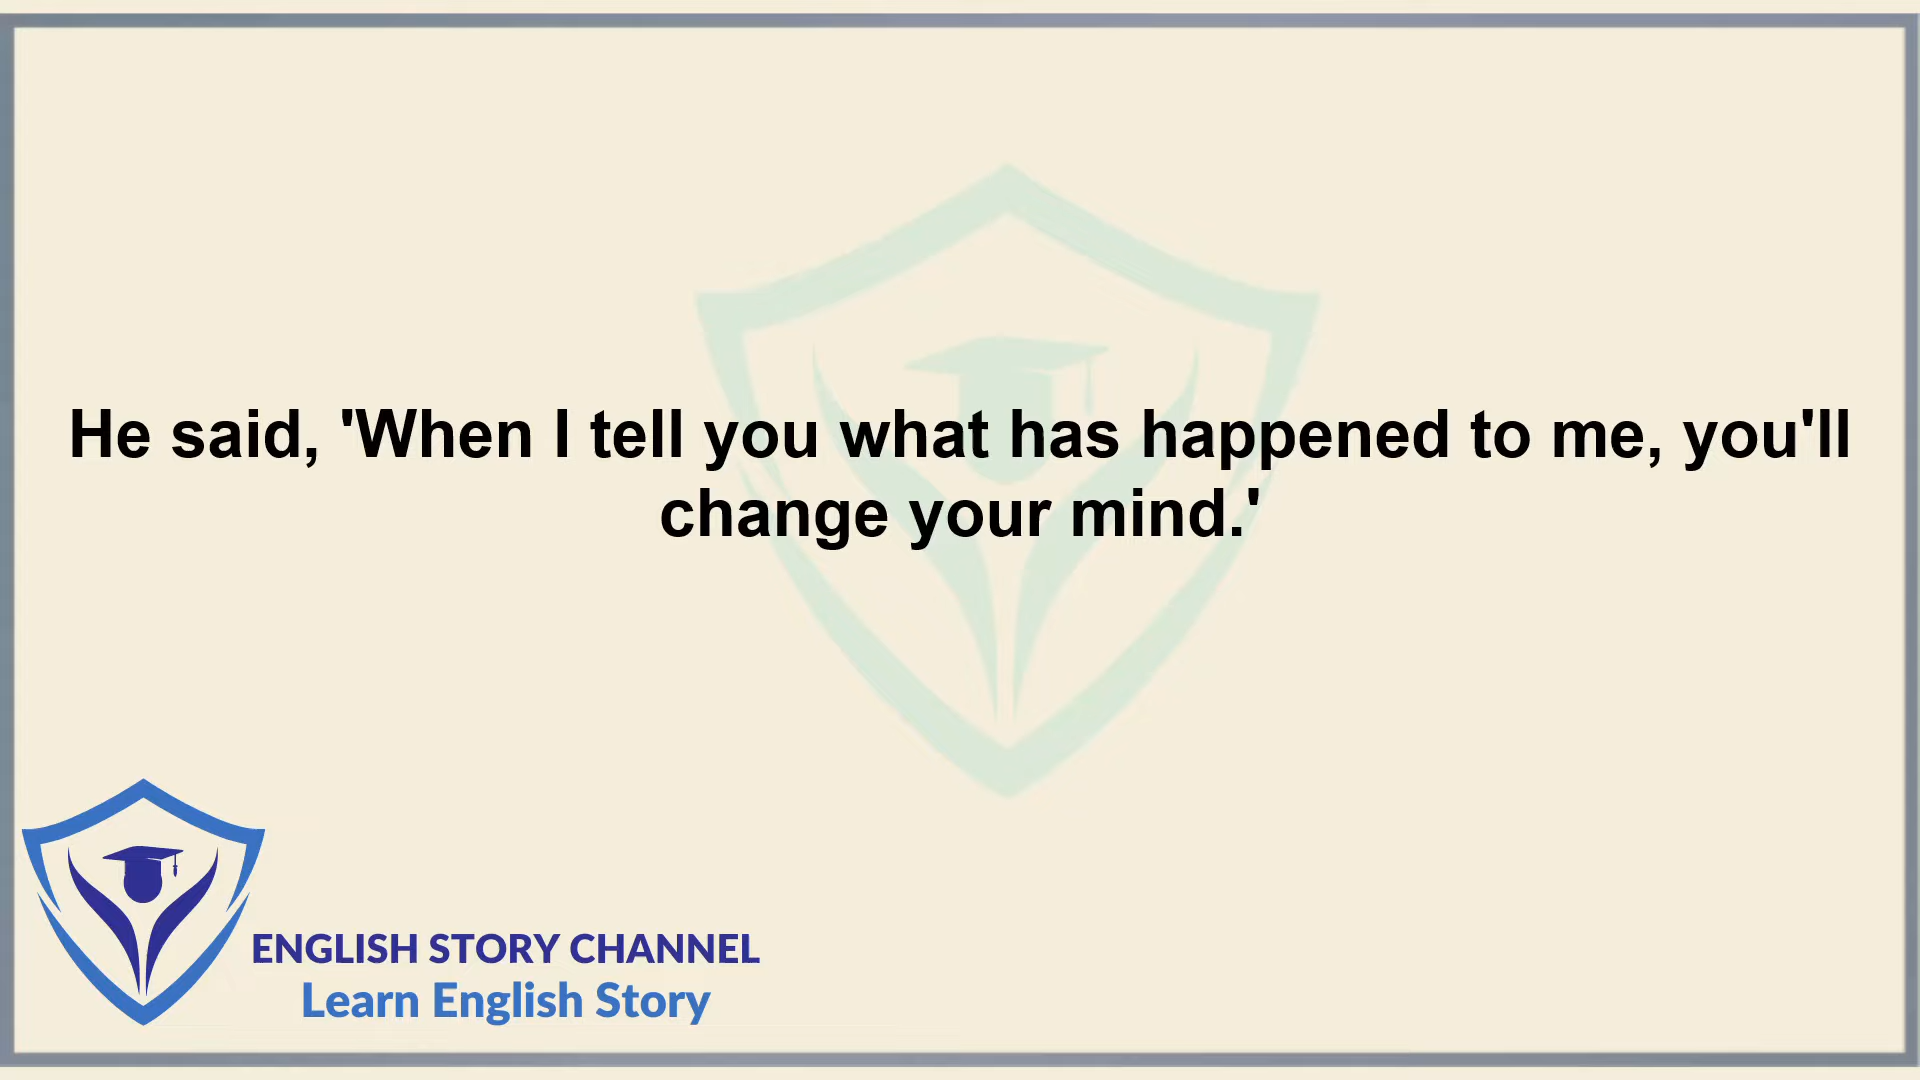 He said, 'When I tell you what has happened to me, you'll
change your mind.'
ENGLISH STORY CHANNEL
Learn English Story